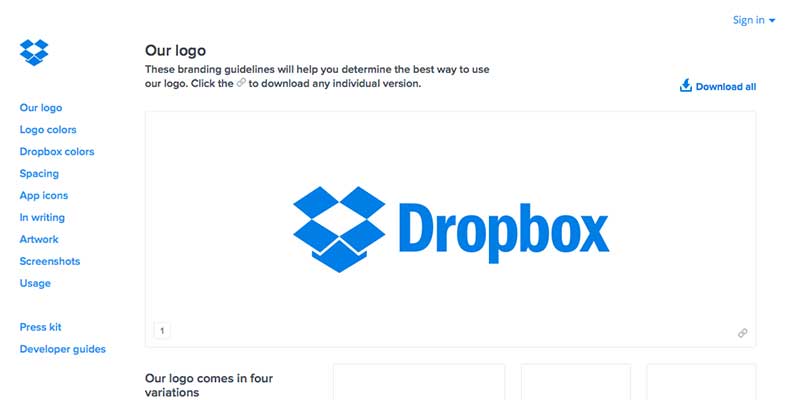 Sign in
Our logo
These branding guidelines will help you determine the best way to use
our logo. Click the to download any individual version.
Download all
Our logo
Logo colors
Dropbox colors
Spacing
App icons
In writing
Artwork
Screenshots
Usage
Press kit
Developer guides
Dropbox
1
Our logo comes in four
variations